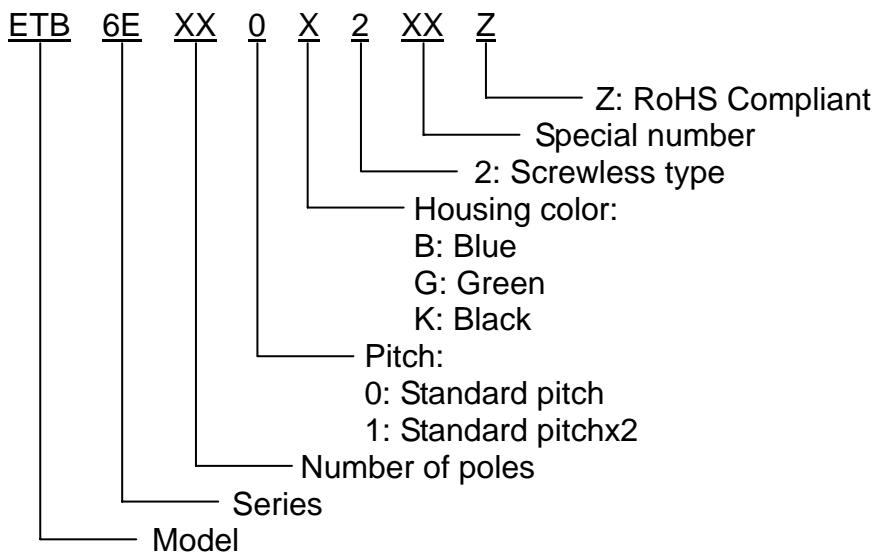 ETB 6E XX 0 X 2 XX Z
Z: RoHS Compliant
Special number
2: Screwless type
Housing color:
B: Blue
G: Green
K: Black
Pitch:
0: Standard pitch
1: Standard pitchx2
Number of poles
Series
Model